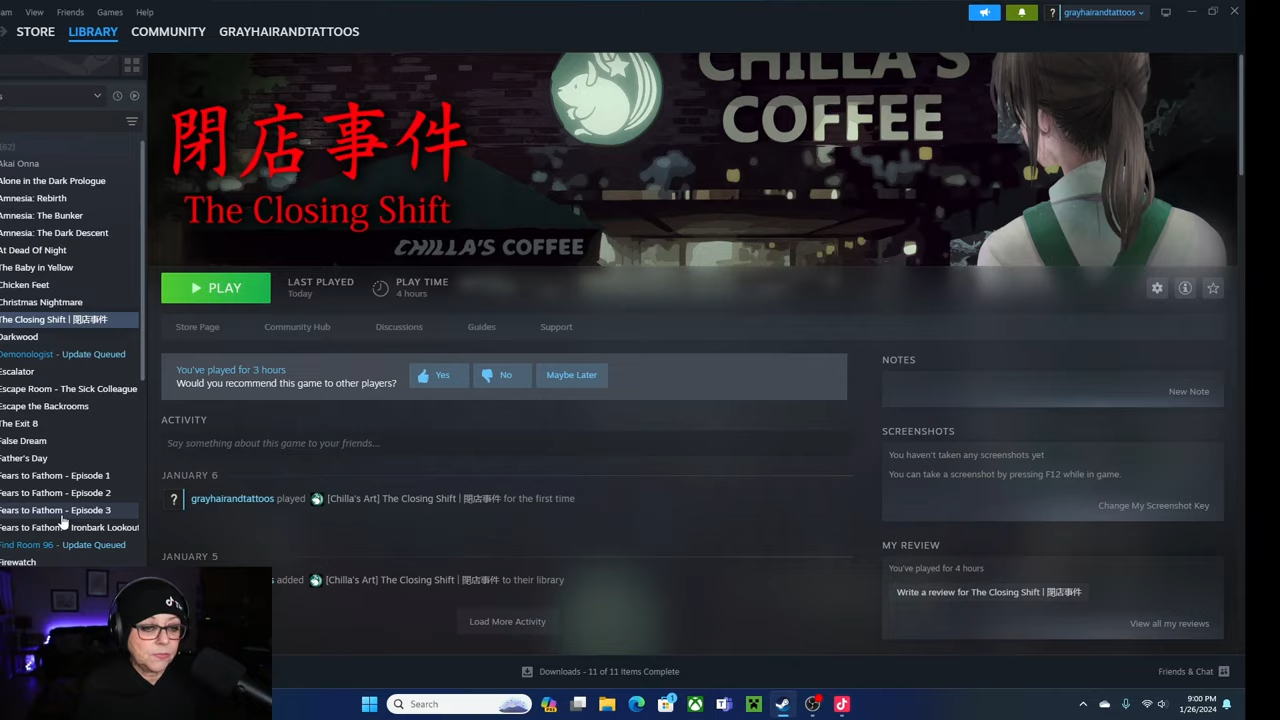 am View Friends Games Help
grayhairandtattoos
STORE LIBRARY COMMUNITY GRAYHAIRANDTATTOOS
CHILLA'S
COFFEE
閉店事件
The Closing Shift
CHILLA'S COFFEE
s
(62)
Akai Onna
Alone in the Dark Prologue
Amnesia: Rebirth
Amnesia: The Bunker
Amnesia: The Dark Descent
At Dead Of Night
The Baby in Yellow
Chicken Feet
Christmas Nightmare
The Closing Shift | 閉店事件
Darkwood
Demonologist - Update Queued
Escalator
Escape Room - The Sick Colleague
Escape the Backrooms
The Exit 8
False Dream
Father's Day
Fears to Fathom - Episode 1
Fears to Fathom - Episode 2
Fears to Fathom - Episode 3
Fears to Fathom - Ironbark Lookout
Find Room 96 - Update Queued
Firewatch
PLAY
LAST PLAYED
Today
PLAY TIME
4 hours
Store Page Community Hub Discussions Guides Support
You've played for 3 hours
Would you recommend this game to other players?
Yes No Maybe Later
ACTIVITY
Say something about this game to your friends...
JANUARY 6
? grayhairandtattoos played [Chilla's Art] The Closing Shift | 閉店事件 for the first time
JANUARY 5
s added [Chilla's Art] The Closing Shift | 閉店事件 to their library
Load More Activity
NOTES
New Note
SCREENSHOTS
You haven't taken any screenshots yet
You can take a screenshot by pressing F12 while in game.
Change My Screenshot Key
MY REVIEW
You've played for 4 hours
Write a review for The Closing Shift | 閉店事件
View all my reviews
Downloads - 11 of 11 Items Complete
Friends & Chat
Search
9:00 PM
1/26/2024